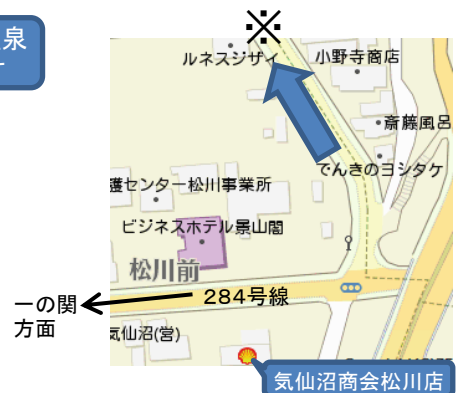 泉
※
ルネスジザイ
小野寺商店
斎藤風呂
でんきのヨシタケ
護センター松川事業所
ビジネスホテル景山閣
松川前
284号線
一の関
方面
気仙沼(営)
気仙沼商会松川店